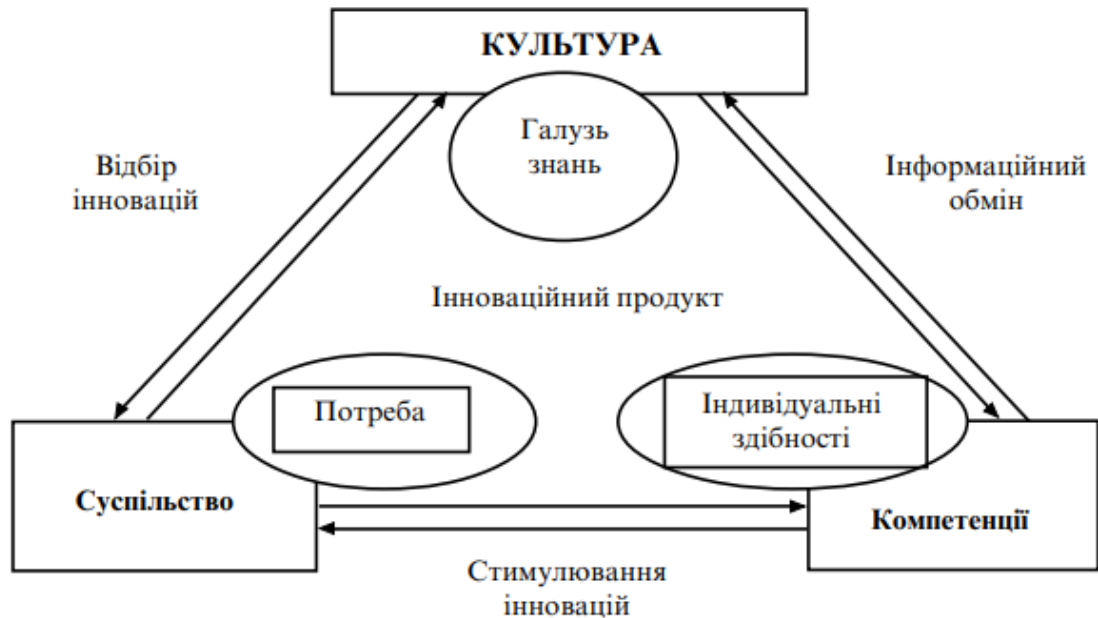 КУЛЬТУРА
Галузь
знань
Відбір
інновацій
Інформаційний
обмін
Інноваційний продукт
Потреба
Індивідуальні
здібності
Суспільство
Компетенції
Стимулювання
інновацій